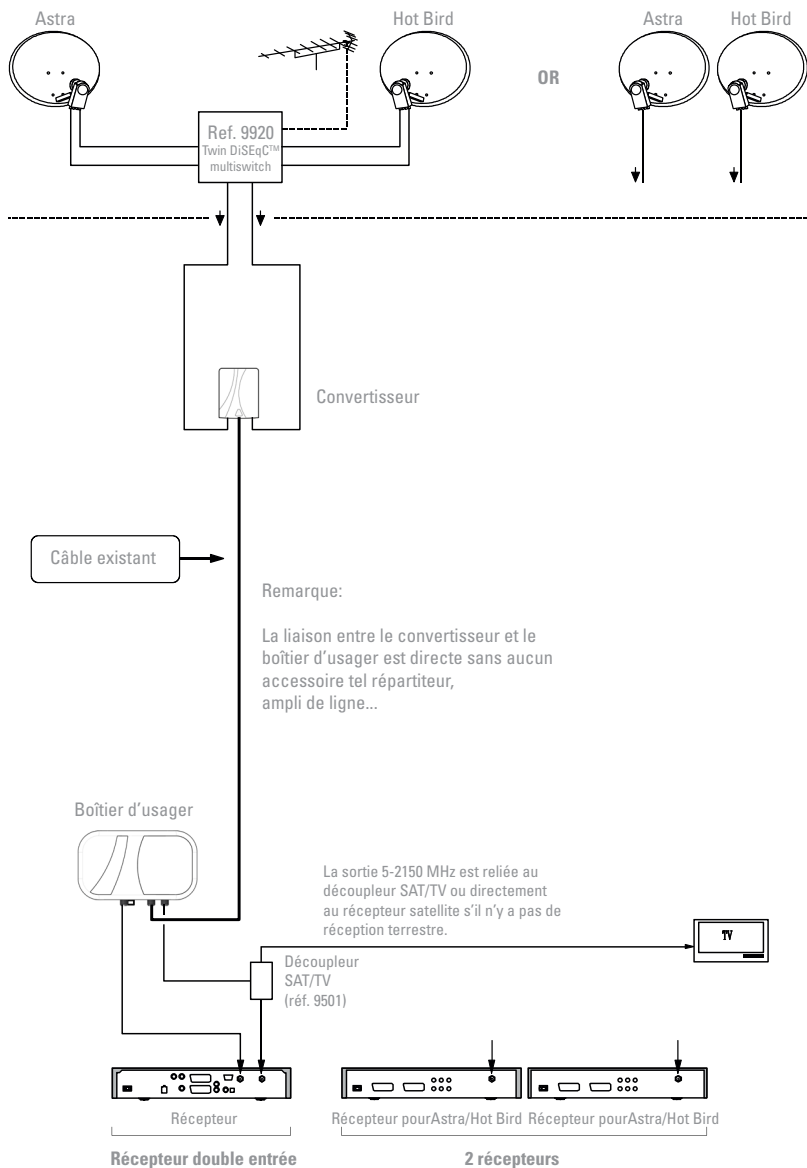 Astra
Hot Bird
Astra
Hot Bird
OR
Ref. 9920
Twin DiSEqC™
multiswitch
Convertisseur
Câble existant
Remarque:
La liaison entre le convertisseur et le
boîtier d'usager est directe sans aucun
accessoire tel répartiteur,
ampli de ligne...
Boîtier d'usager
La sortie 5-2150 MHz est reliée au
découpleur SAT/TV ou directement
au récepteur satellite s'il n'y a pas de
réception terrestre.
TV
Découpleur
SAT/TV
(réf. 9501)
Récepteur
Récepteur pourAstra/Hot Bird
Récepteur pourAstra/Hot Bird
Récepteur double entrée
2 récepteurs